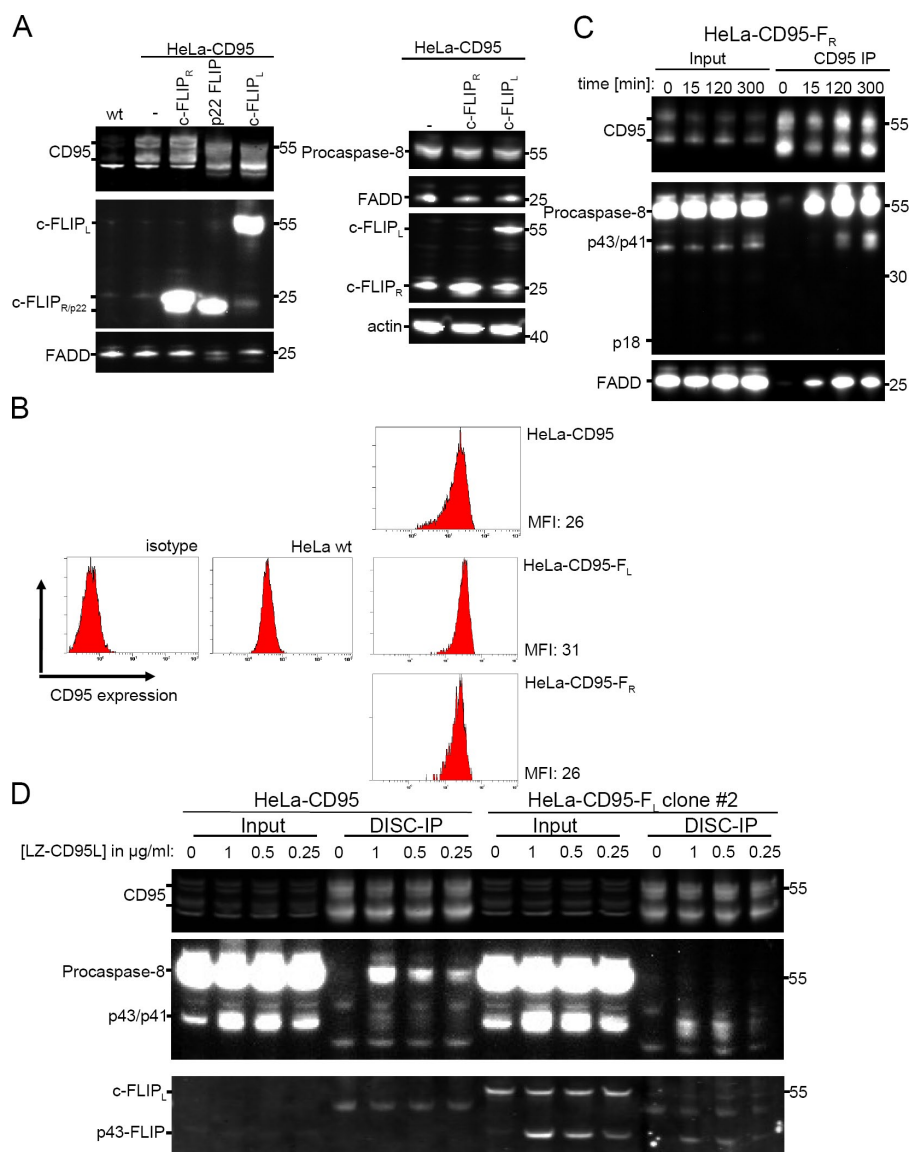 A
HeLa-CD95
wt
-
c-FLIPR
p22 FLIP
c-FLIPL
CD95
55
c-FLIPL
55
c-FLIPR/p22
25
FADD
25
HeLa-CD95
-
c-FLIPR
c-FLIPL
Procaspase-8
55
FADD
25
c-FLIPL
55
c-FLIPR
25
actin
40
C
HeLa-CD95-FR
Input CD95 IP
time [min]: 0 15 120 300 0 15 120 300
CD95
55
Procaspase-8
55
p43/p41
30
p18
FADD
25
B
HeLa-CD95
MFI: 26
isotype
HeLa wt
HeLa-CD95-FL
MFI: 31
CD95 expression
HeLa-CD95-FR
MFI: 26
D
HeLa-CD95 HeLa-CD95-FL clone #2
Input DISC-IP Input DISC-IP
[LZ-CD95L] in µg/ml: 0 1 0.5 0.25 0 1 0.5 0.25 0 1 0.5 0.25 0 1 0.5 0.25
CD95
55
Procaspase-8
55
p43/p41
c-FLIPL
55
p43-FLIP